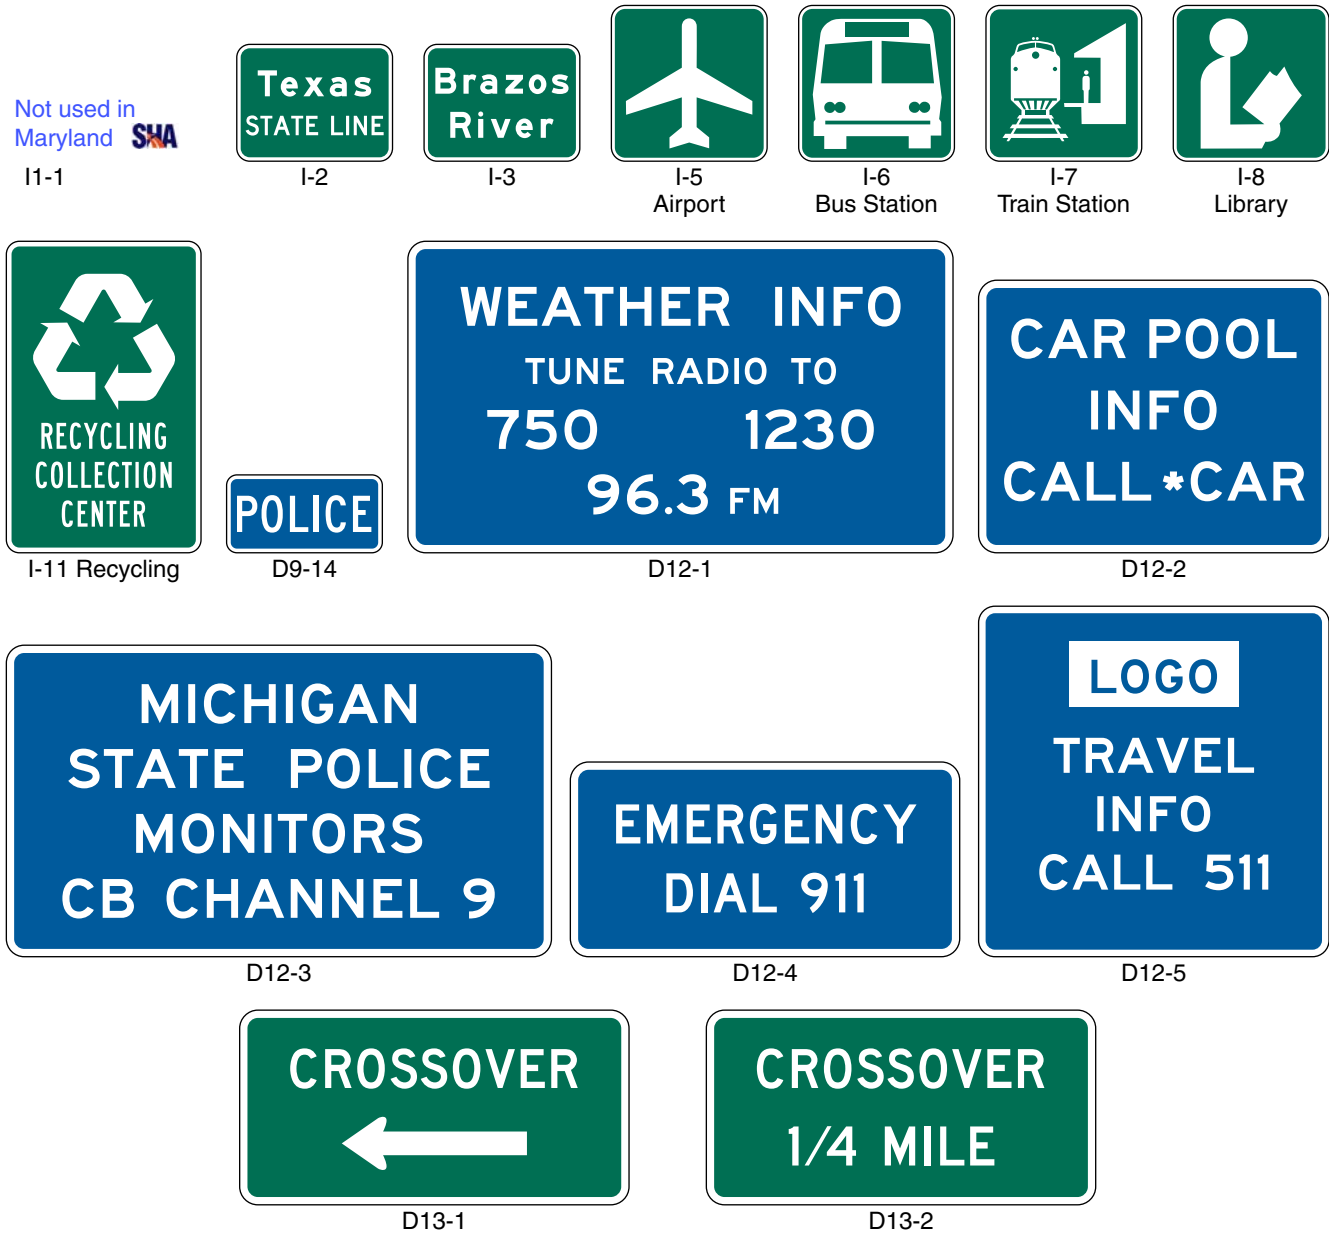 Not used in
Maryland SHA
I1-1
Texas
STATE LINE
I-2
Brazos
River
I-3
I-5
Airport
I-6
Bus Station
I-7
Train Station
I-8
Library
RECYCLING
COLLECTION
CENTER
I-11 Recycling
POLICE
D9-14
WEATHER INFO
TUNE RADIO TO
750 1230
96.3 FM
D12-1
CAR POOL
INFO
CALL *CAR
D12-2
MICHIGAN
STATE POLICE
MONITORS
CB CHANNEL 9
D12-3
EMERGENCY
DIAL 911
D12-4
LOGO
TRAVEL
INFO
CALL 511
D12-5
CROSSOVER
D13-1
CROSSOVER
1/4 MILE
D13-2